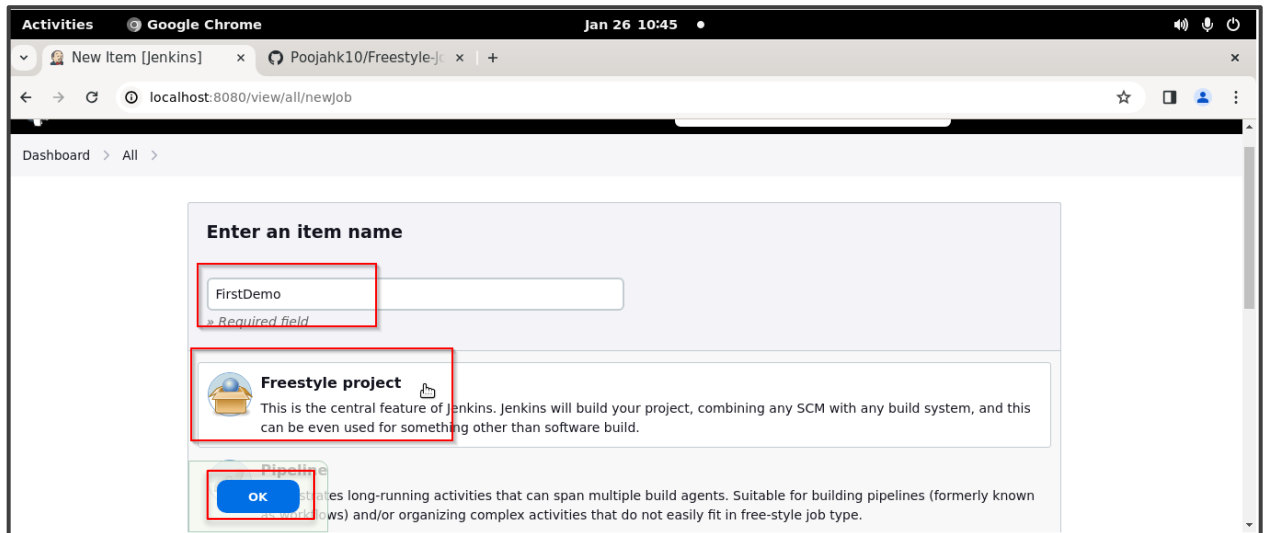 Activities Google Chrome Jan 26 10:45
New Item [Jenkins] Poojahk10/Freestyle-Jo
localhost:8080/view/all/newJob
Dashboard > All >
Enter an item name
FirstDemo
» Required field
Freestyle project
This is the central feature of Jenkins. Jenkins will build your project, combining any SCM with any build system, and this
can be even used for something other than software build.
Pipeline
OK
long-running activities that can span multiple build agents. Suitable for building pipelines (formerly known
as workflows) and/or organizing complex activities that do not easily fit in free-style job type.